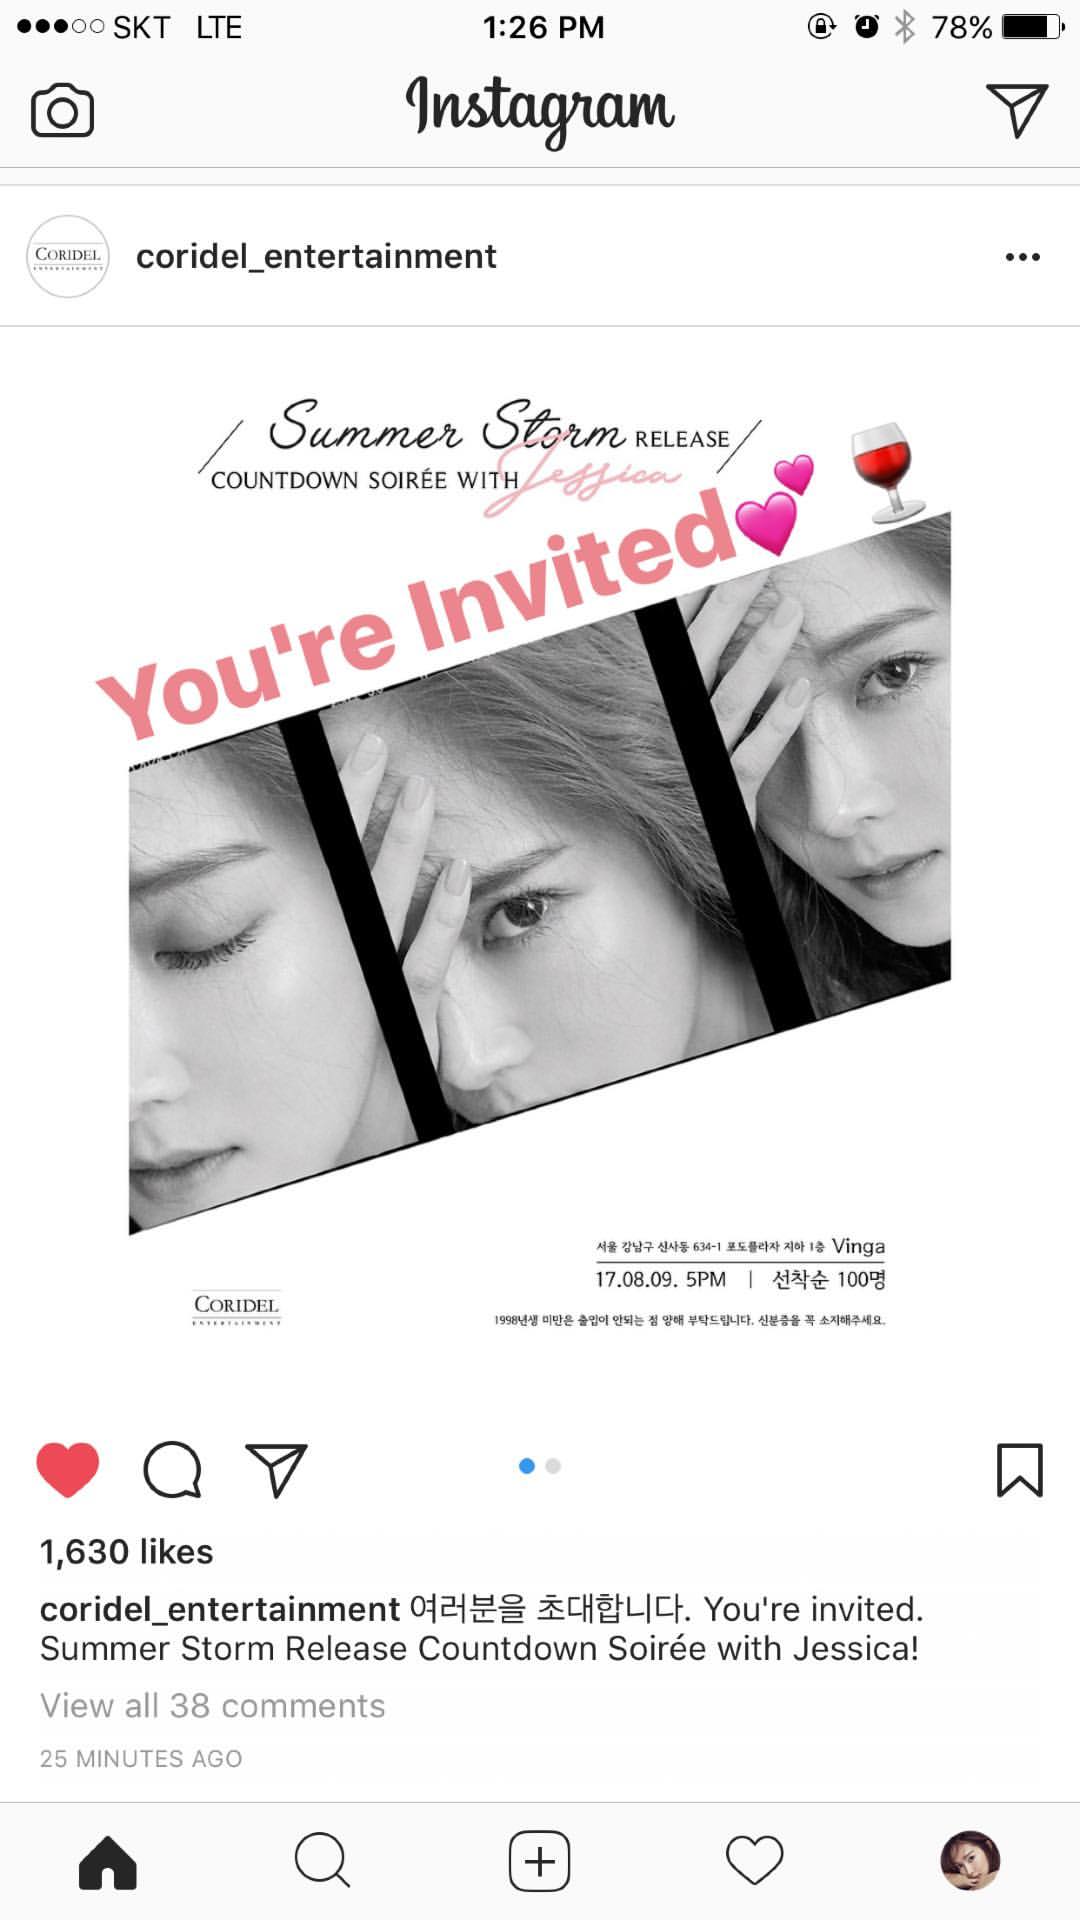 SKT LTE 1:26 PM 78%
Instagram
CORIDEL
ENTERTAINMENT
coridel_entertainment
Summer Storm RELEASE
COUNTDOWN SOIRÉE WITH Jessica
You're Invited
서울 강남구 신사동 634-1 포도플라자 지하 1층 Vinga
17.08.09. 5PM | 선착순 100명
CORIDEL
ENTERTAINMENT
1998년생 미만은 출입이 안되는 점 양해 부탁드립니다. 신분증을 꼭 소지해주세요.
1,630 likes
coridel_entertainment 여러분을 초대합니다. You're invited.
Summer Storm Release Countdown Soirée with Jessica!
View all 38 comments
25 MINUTES AGO